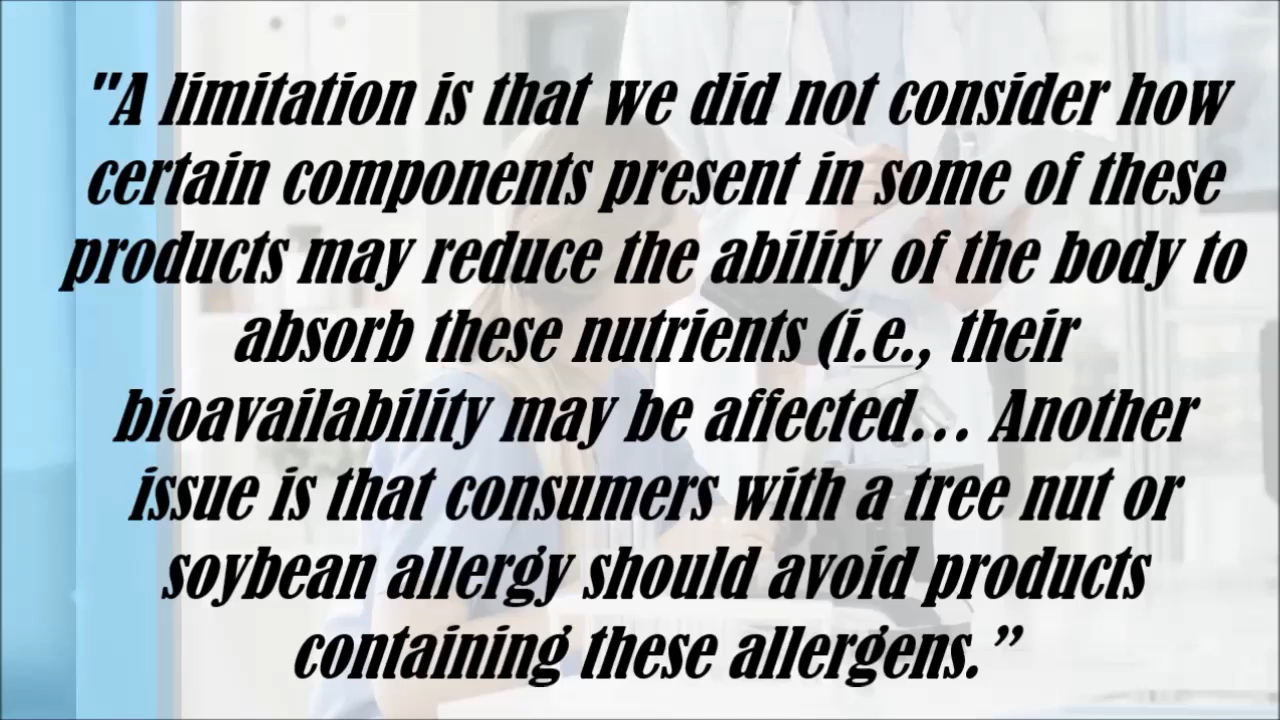 "A limitation is that we did not consider how
certain components present in some of these
products may reduce the ability of the body to
absorb these nutrients (i.e., their
bioavailability may be affected… Another
issue is that consumers with a tree nut or
soybean allergy should avoid products
containing these allergens.”